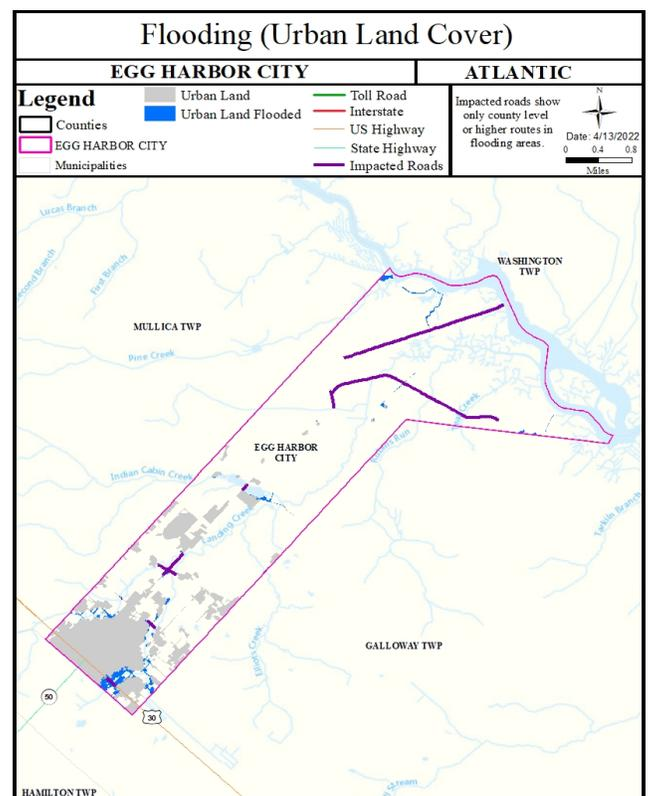 Flooding (Urban Land Cover)
EGG HARBOR CITY
ATLANTIC
Legend
Counties
EGG HARBOR CITY
Municipalities
Urban Land
Urban Land Flooded
Toll Road
Interstate
US Highway
State Highway
Impacted Roads
Impacted roads show
only county level
or higher routes in
flooding areas.
N
Date: 4/13/2022
0 0.4 0.8
Miles
Lucas Branch
Second Branch
First Branch
WASHINGTON
TWP
MULLICA TWP
Pine Creek
EGG HARBOR
CITY
Run
Indian Cabin Creek
Landing Creek
Tarkiln Branch
GALLOWAY TWP
Elliots Creek
50
30
HAMILTON TWP